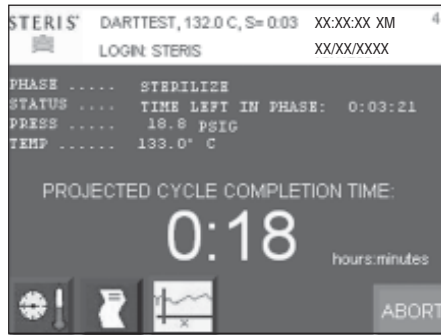 STERIS® DARTTEST, 132.0 C, S= 0:03 XX:XX:XX XM 4
LOGIN: STERIS XX/XX/XXXX
PHASE ..... STERILIZE
STATUS .... TIME LEFT IN PHASE: 0:03:21
PRESS ..... 18.8 PSIG
TEMP ...... 133.0° C
PROJECTED CYCLE COMPLETION TIME:
0:18
hours:minutes
ABORT